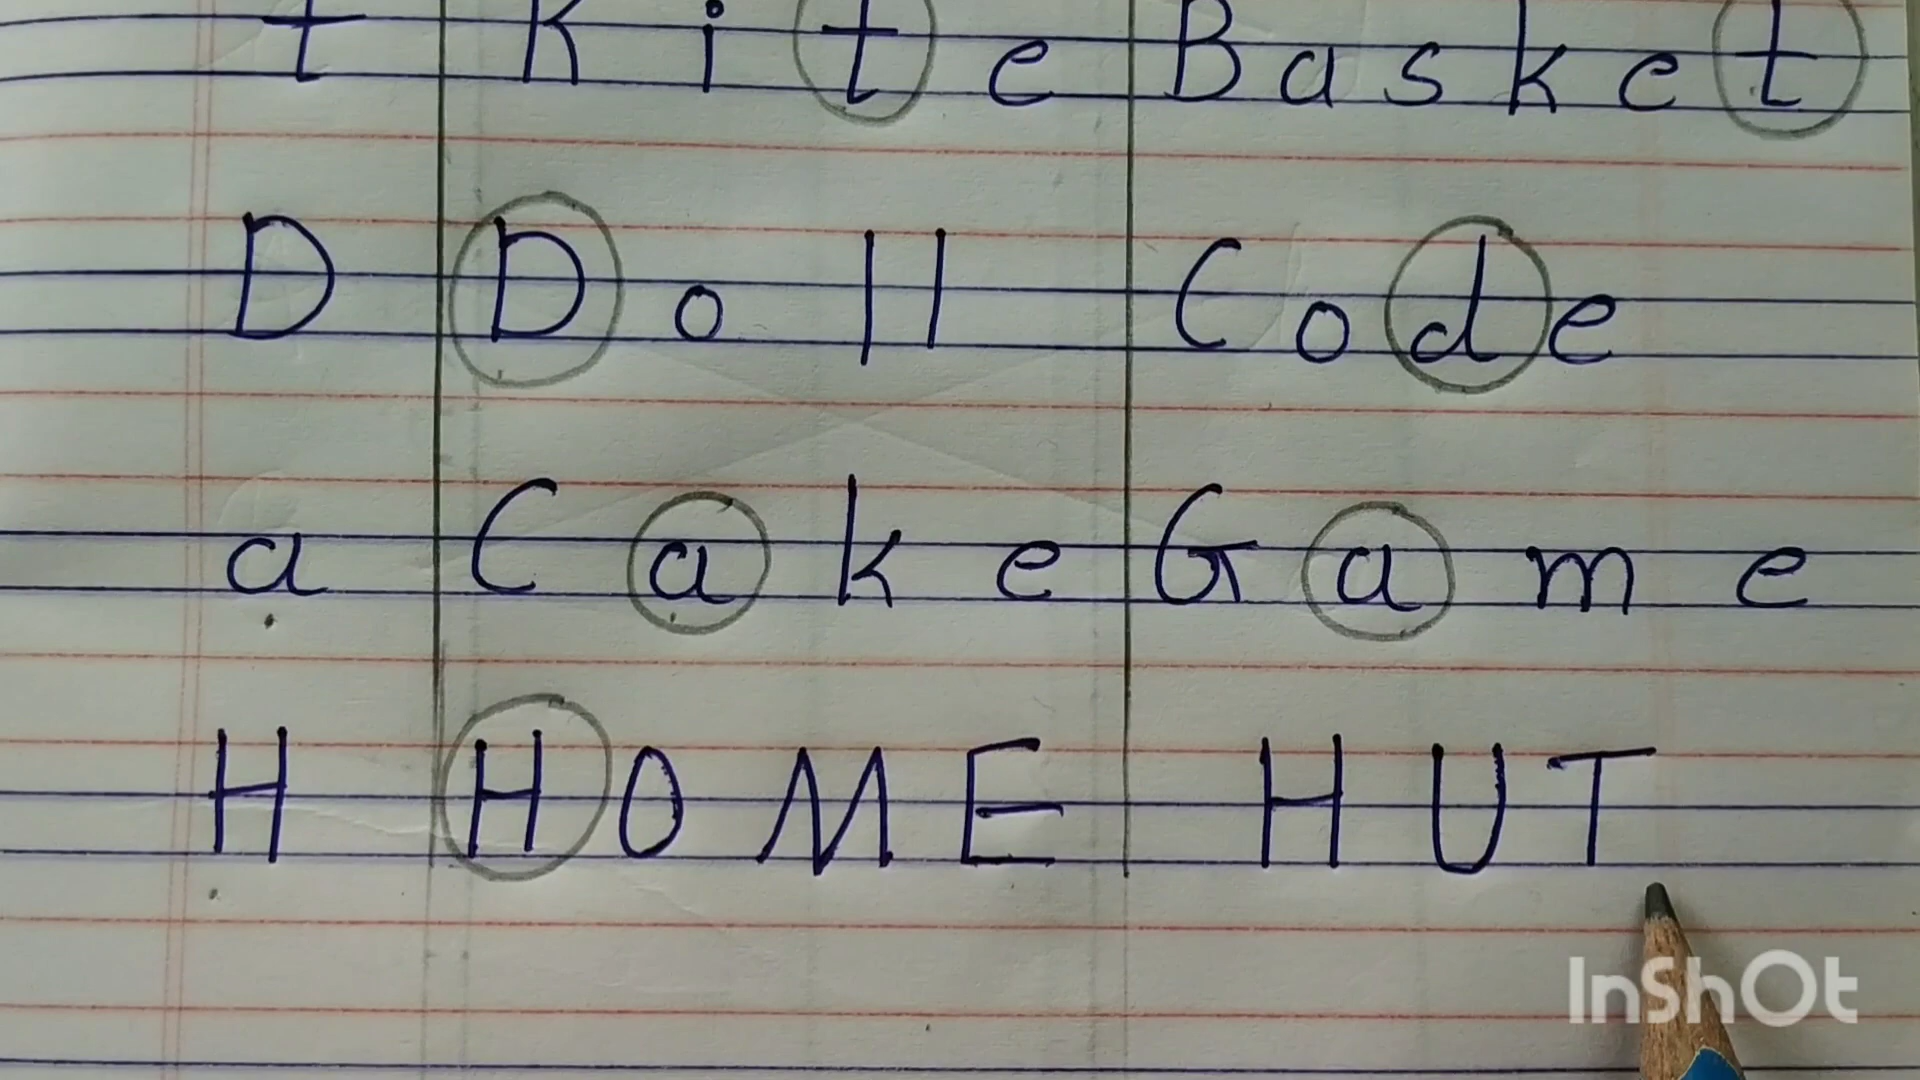 t Kite Basket
D Doll Code
a Cake Game
H HOME HUT
InShOt